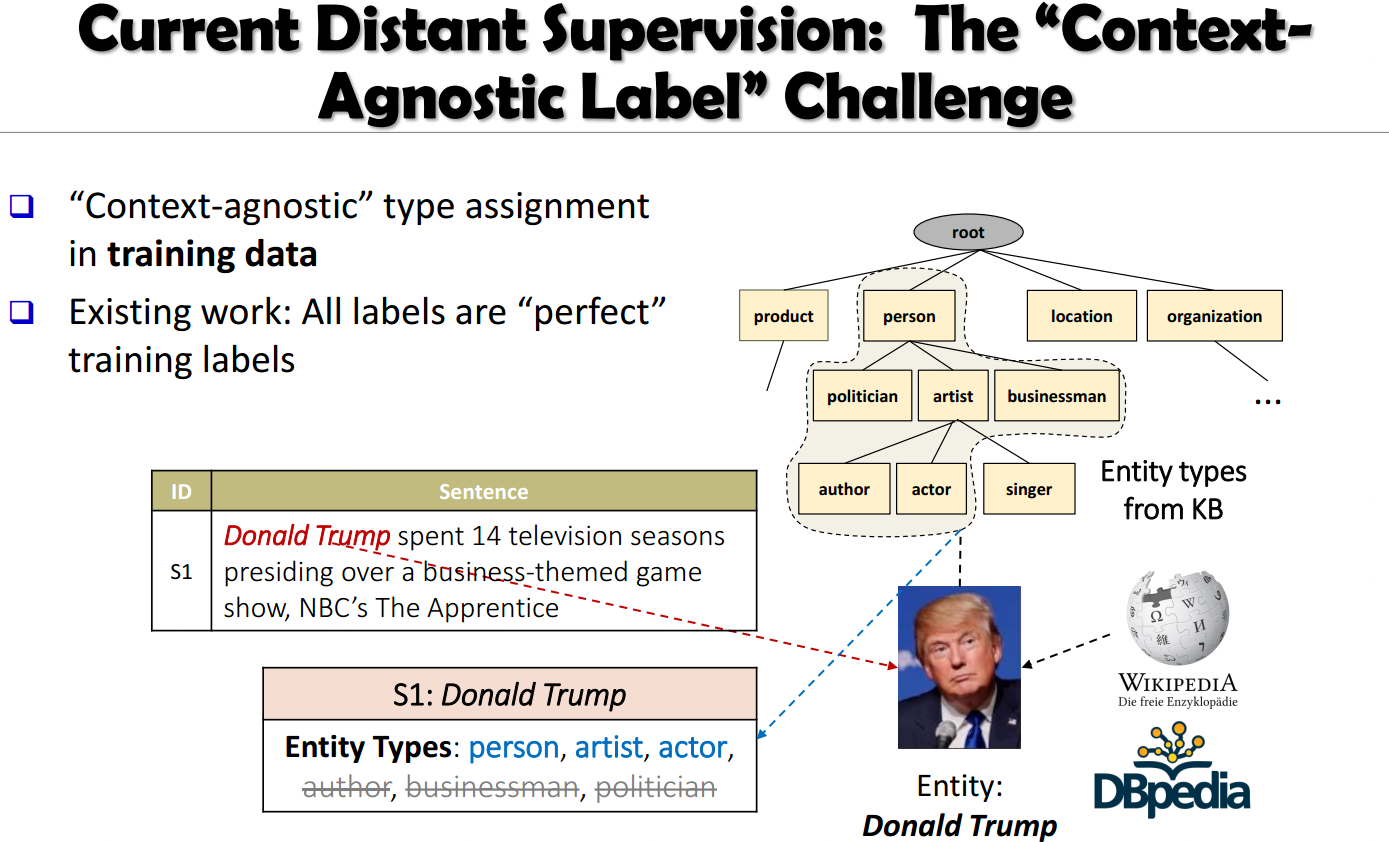 Current Distant Supervision: The “Context-
Agnostic Label” Challenge
“Context-agnostic” type assignment
in training data
Existing work: All labels are “perfect”
training labels
root
product
person
location
organization
politician
artist
businessman
...
author
actor
singer
Entity types
from KB
ID
Sentence
S1
Donald Trump spent 14 television seasons
presiding over a business-themed game
show, NBC’s The Apprentice
S1: Donald Trump
Entity Types: person, artist, actor,
author, businessman, politician
WIKIPEDIA
Die freie Enzyklopädie
DBpedia
Entity:
Donald Trump